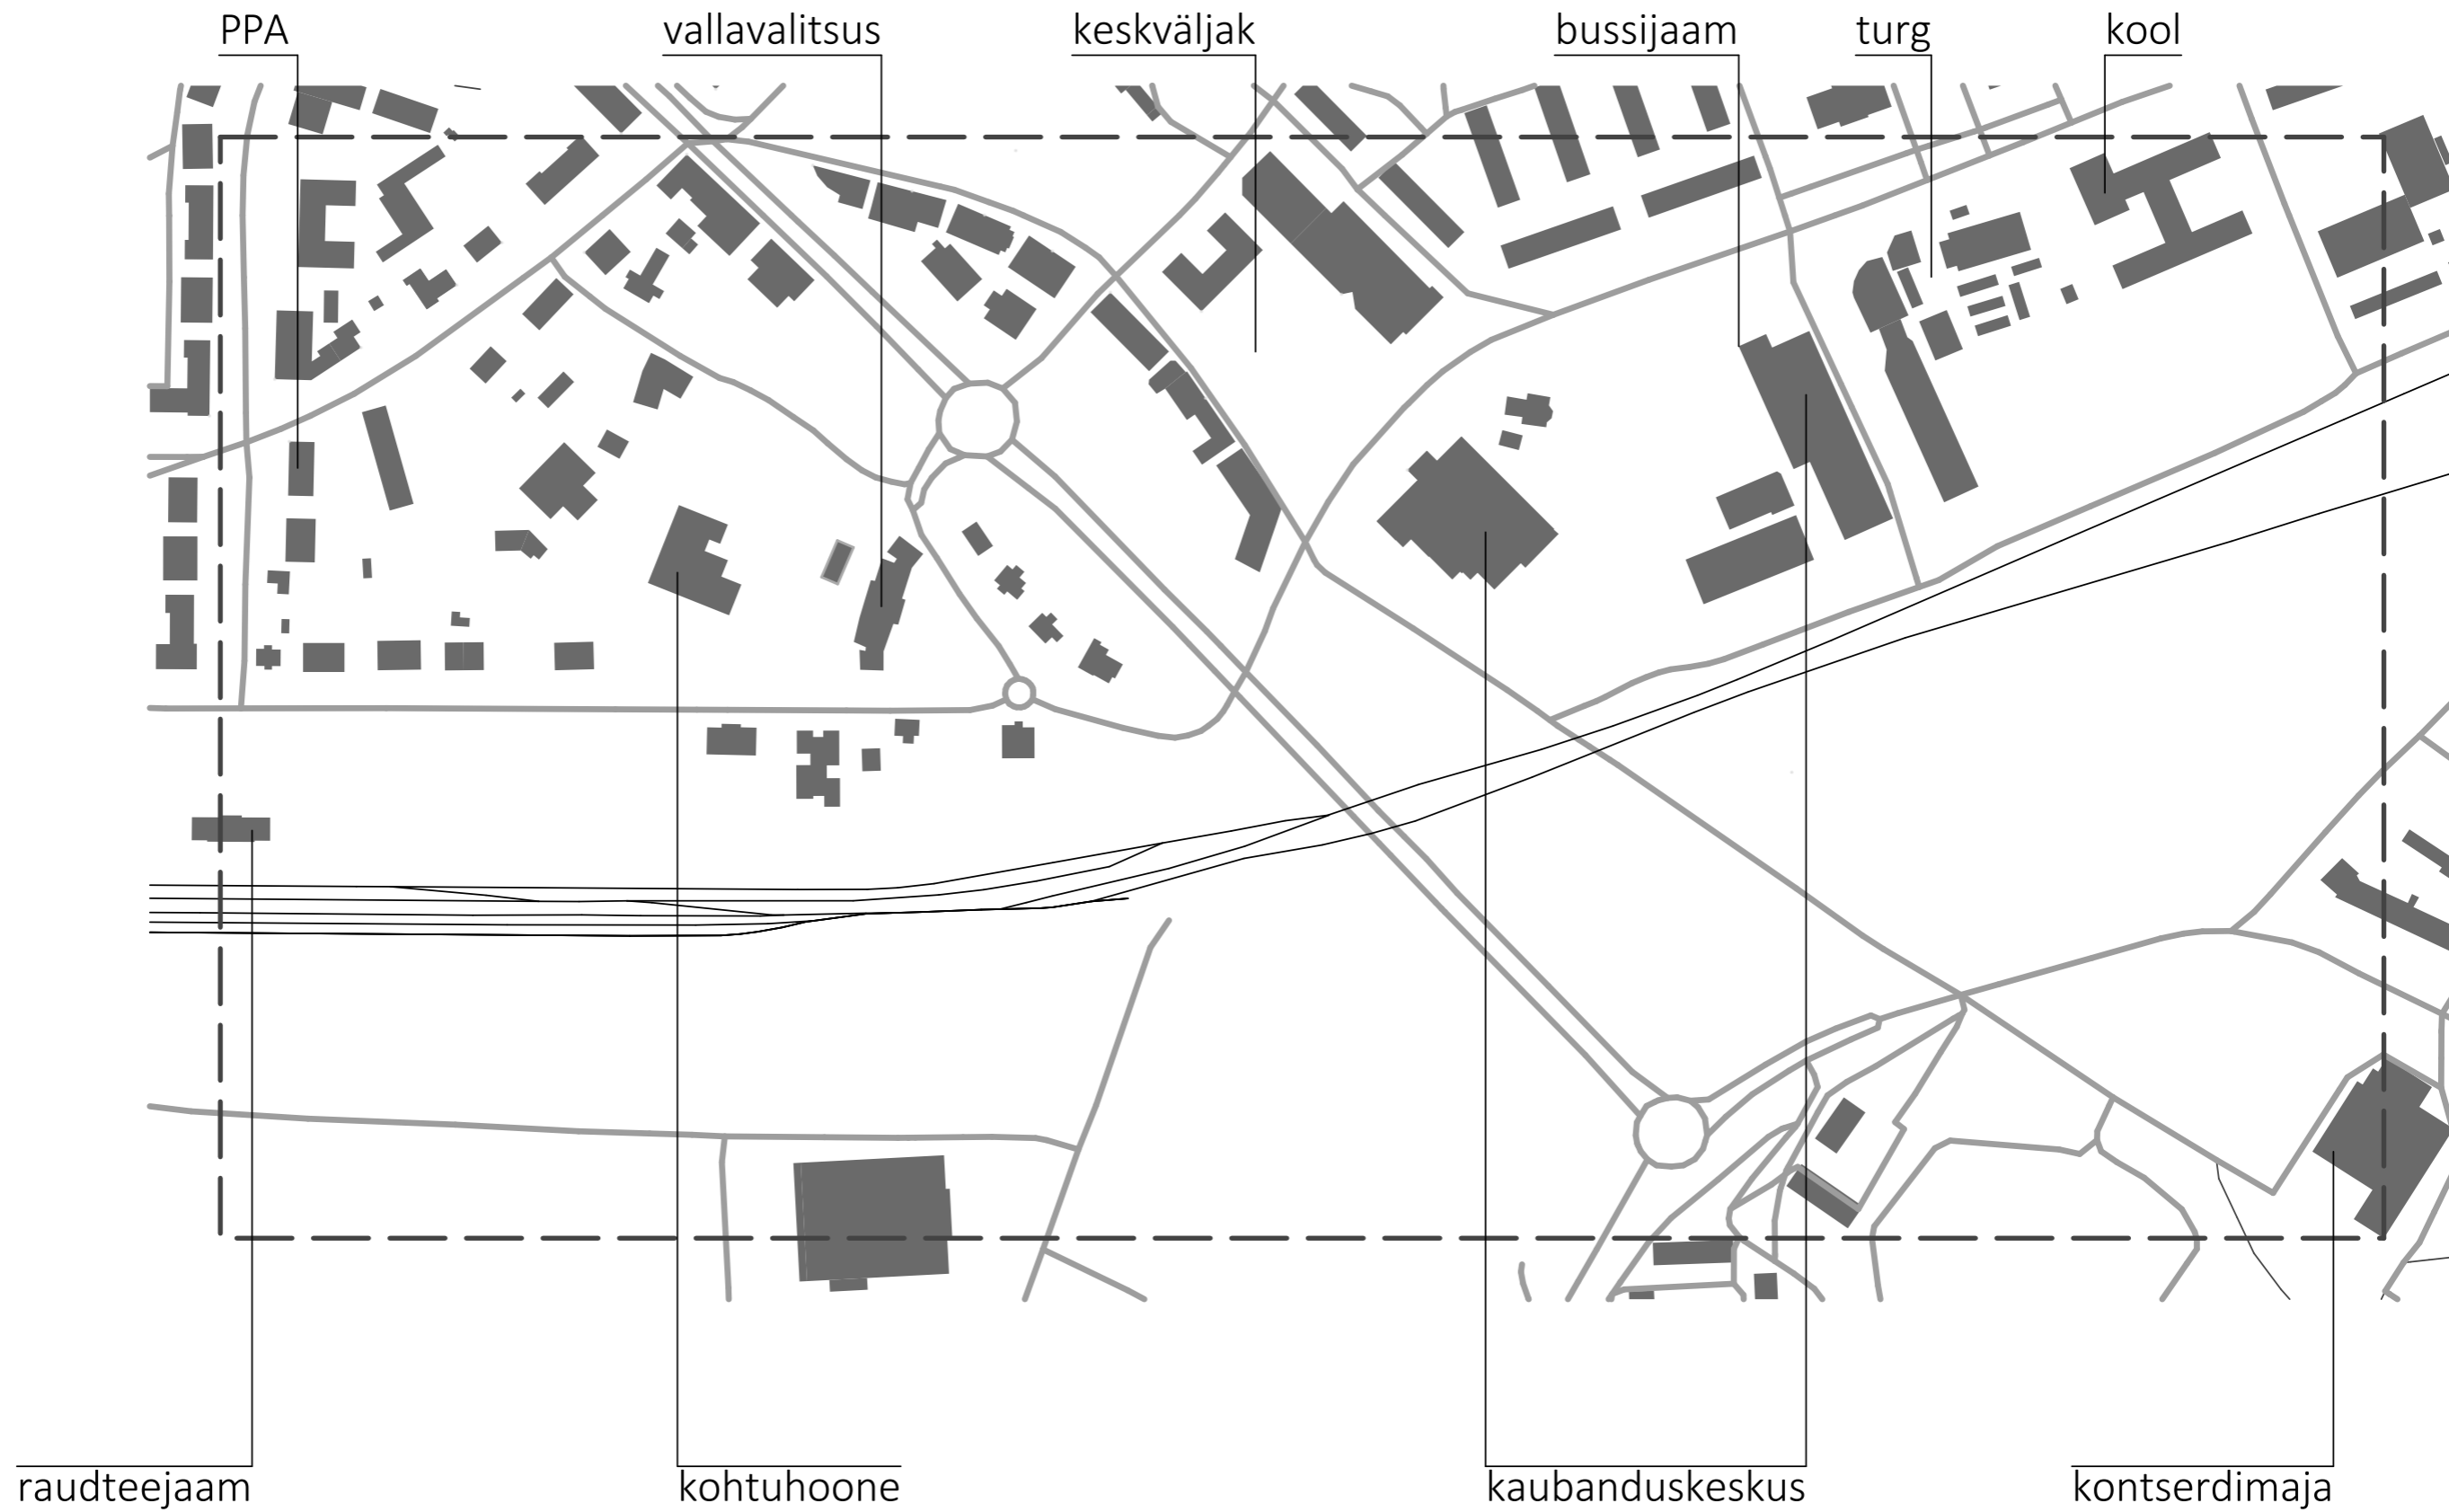 PPA
vallavalitsus
keskväljak
bussijaam
turg
kool
raudteejaam
kohtuhoone
kaubanduskeskus
kontserdimaja